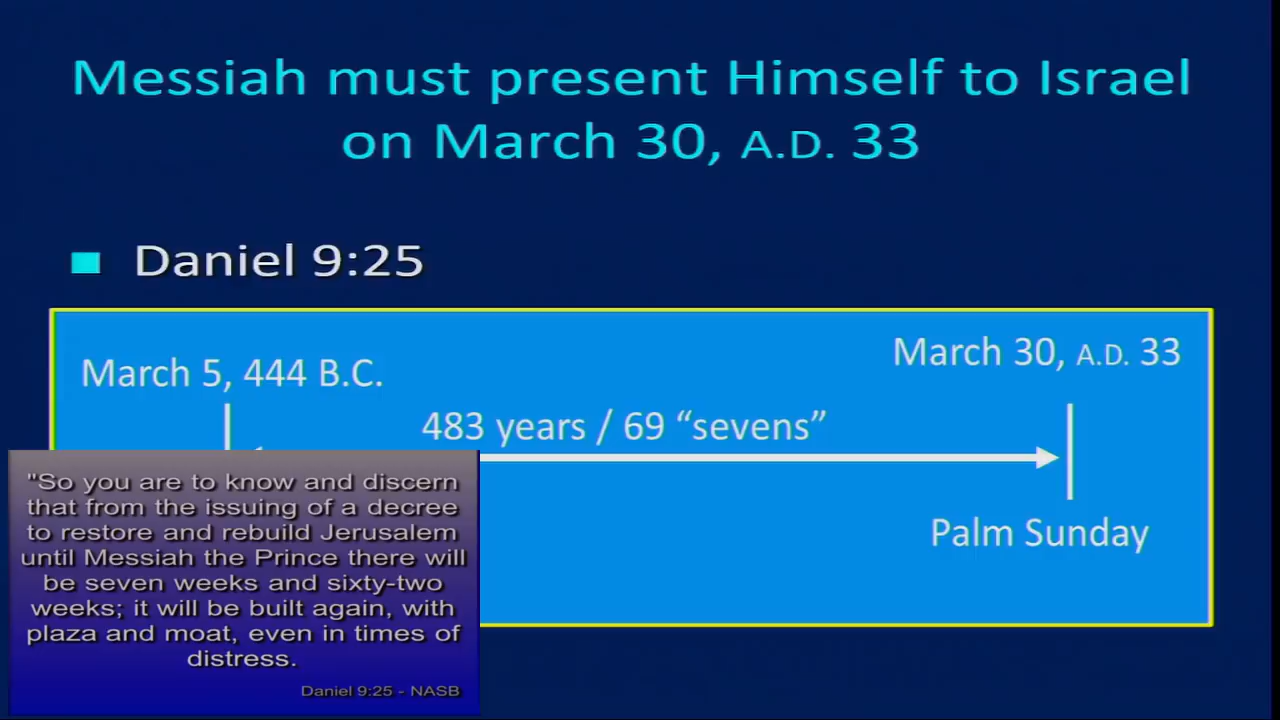 Messiah must present Himself to Israel
on March 30, A.D. 33
Daniel 9:25
March 5, 444 B.C.
March 30, A.D. 33
483 years / 69 “sevens”
Palm Sunday
"So you are to know and discern
that from the issuing of a decree
to restore and rebuild Jerusalem
until Messiah the Prince there will
be seven weeks and sixty-two
weeks; it will be built again, with
plaza and moat, even in times of
distress.
Daniel 9:25 - NASB